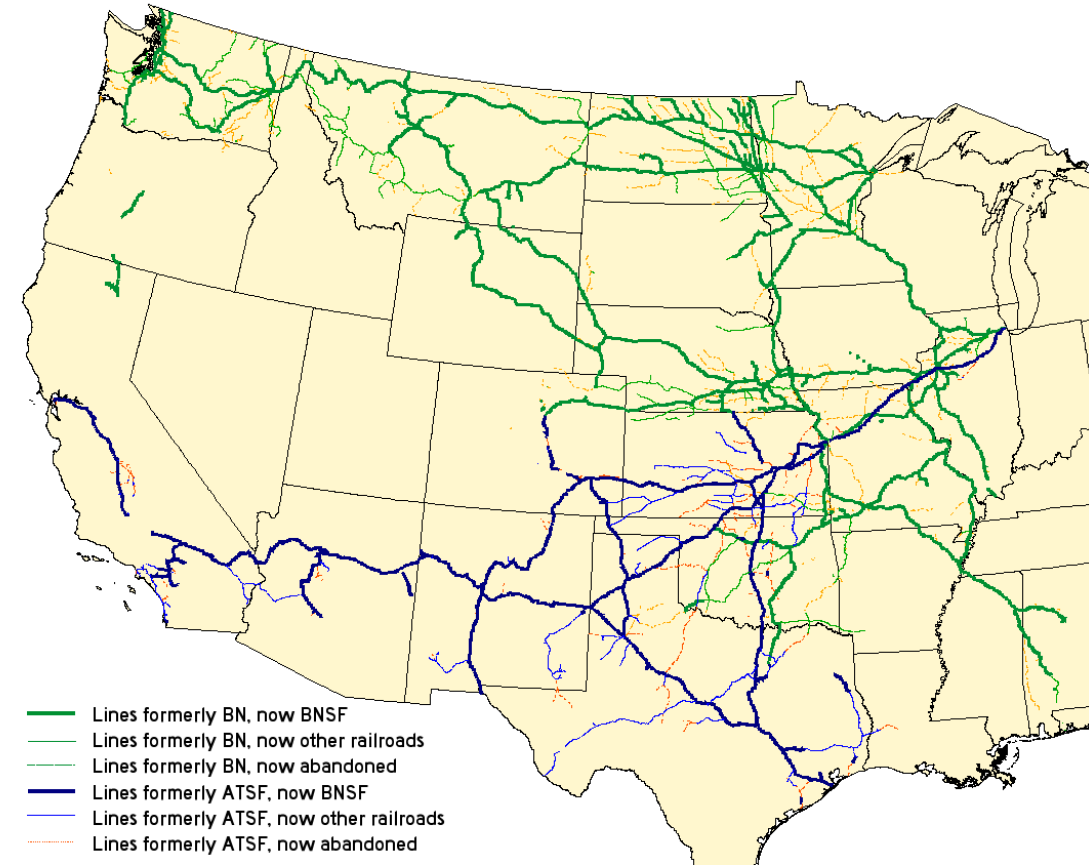 Lines formerly BN, now BNSF
Lines formerly BN, now other railroads
Lines formerly BN, now abandoned
Lines formerly ATSF, now BNSF
Lines formerly ATSF, now other railroads
Lines formerly ATSF, now abandoned